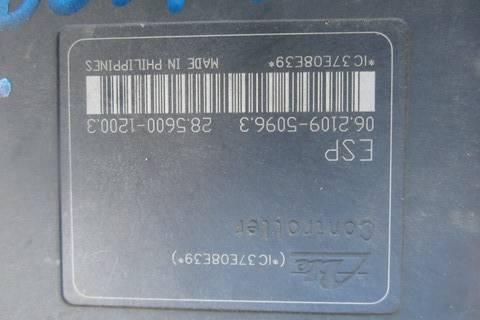 Ate
(*IC37E08E39*)
Controller
ESP
06.2109-5096.3 28.5600-1200.3
*IC37E08E39* MADE IN PHILIPPINES